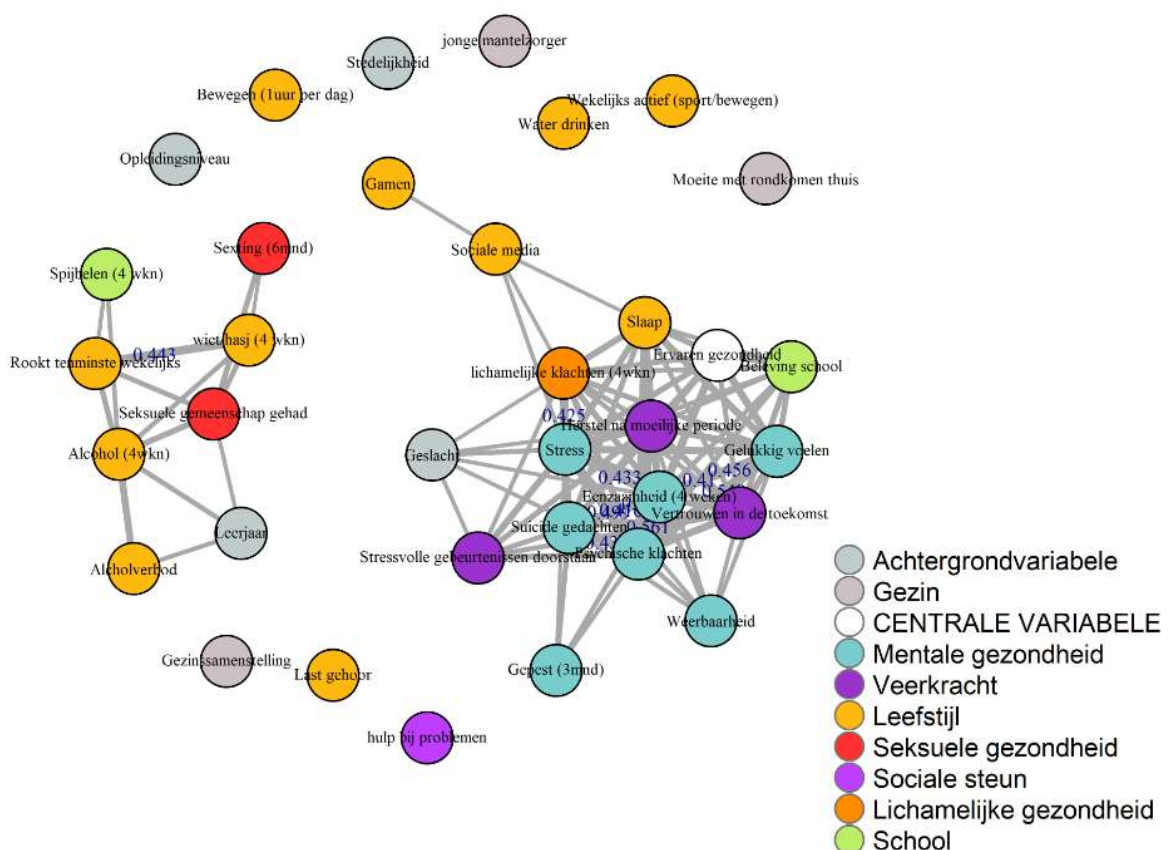 jonge mantelzorger
Stedelijkheid
Bewegen (1uur per dag)
Wekelijks actief (sport/bewegen)
Water drinken
Opleidingsniveau
Moeite met rondkomen thuis
Gamen
Sexting (6mnd)
Sociale media
Spijbelen (4 wkn)
Slaap
wiet/hasj (4 wkn)
Ervaren gezondheid
0.443
Rookt tenminste wekelijks
Beleving school
lichamelijke klachten (4wkn)
Seksuele gemeenschap gehad
0.425
Herstel na moeilijke periode
Alcohol (4wkn)
Geslacht
Stress
Gelukkig voelen
0.433
0.456
Eenzaamheid (4 weken)
Vertrouwen in de toekomst
Suicide gedachten
0.561
Leerjaar
Psychische klachten
Stressvolle gebeurtenissen doorstaan
Alcholverbod
Weerbaarheid
Gezinssamenstelling
Last gehoor
Gepest (3mnd)
hulp bij problemen
Achtergrondvariabele
Gezin
CENTRALE VARIABELE
Mentale gezondheid
Veerkracht
Leefstijl
Seksuele gezondheid
Sociale steun
Lichamelijke gezondheid
School